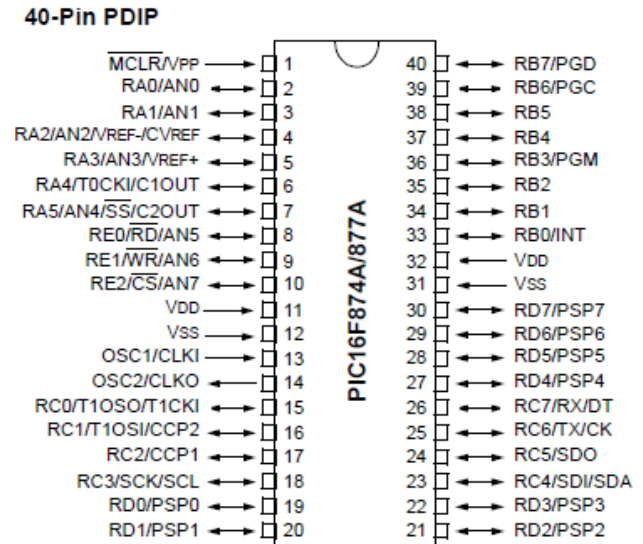 40-Pin PDIP
MCLR/VPP 1 40 RB7/PGD
RA0/AN0 2 39 RB6/PGC
RA1/AN1 3 38 RB5
RA2/AN2/VREF-/CVREF 4 37 RB4
RA3/AN3/VREF+ 5 36 RB3/PGM
RA4/T0CKI/C1OUT 6 35 RB2
RA5/AN4/SS/C2OUT 7 34 RB1
RE0/RD/AN5 8 33 RB0/INT
RE1/WR/AN6 9 32 VDD
RE2/CS/AN7 10 31 VSS
VDD 11 30 RD7/PSP7
VSS 12 29 RD6/PSP6
OSC1/CLKI 13 28 RD5/PSP5
OSC2/CLKO 14 27 RD4/PSP4
RC0/T1OSO/T1CKI 15 26 RC7/RX/DT
RC1/T1OSI/CCP2 16 25 RC6/TX/CK
RC2/CCP1 17 24 RC5/SDO
RC3/SCK/SCL 18 23 RC4/SDI/SDA
RD0/PSP0 19 22 RD3/PSP3
RD1/PSP1 20 21 RD2/PSP2
PIC16F874A/877A